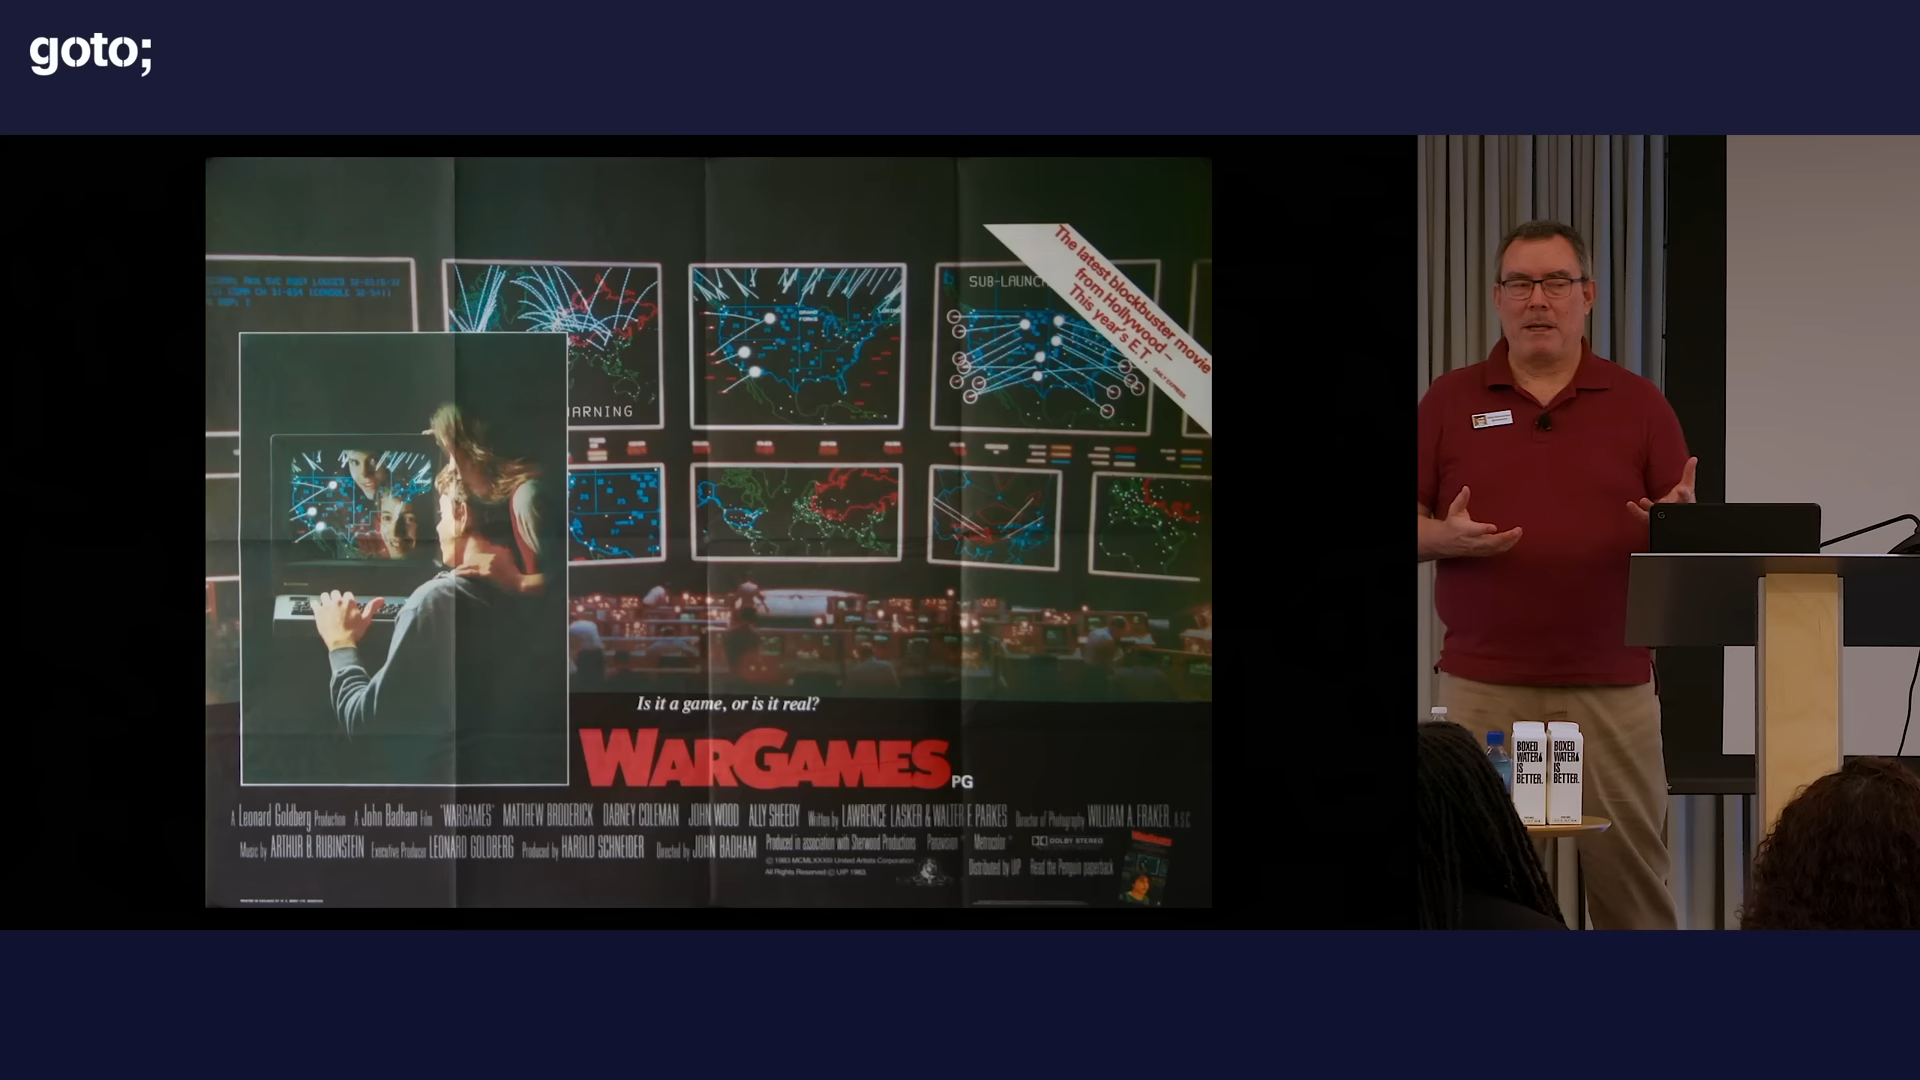 goto;
SUB-LAUNC
The latest blockbuster movie
from Hollywood –
This year's E.T.
DAILY EXPRESS
ARNING
Is it a game, or is it real?
WARGAMES PG
A Leonard Goldberg Production A John Badham Film "WARGAMES" MATTHEW BRODERICK DABNEY COLEMAN JOHN WOOD ALLY SHEEDY Written by LAWRENCE LASKER & WALTER F. PARKES Director of Photography WILLIAM A. FRAKER, A.S.C.
Music by ARTHUR B. RUBINSTEIN Executive Producer LEONARD GOLDBERG Produced by HAROLD SCHNEIDER Directed by JOHN BADHAM
Produced in association with Sherwood Productions Panavision® Metrocolor® DOLBY STEREO
© 1983 MCMLXXXIII United Artists Corporation
All Rights Reserved © UIP 1983
Distributed by UIP Read the Penguin paperback
G
BOXED
WATER
IS
BETTER.
BOXED
WATER
IS
BETTER.